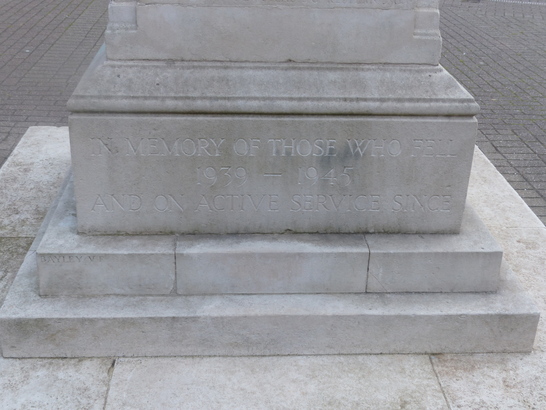 IN MEMORY OF THOSE WHO FELL
1939 — 1945
AND ON ACTIVE SERVICE SINCE